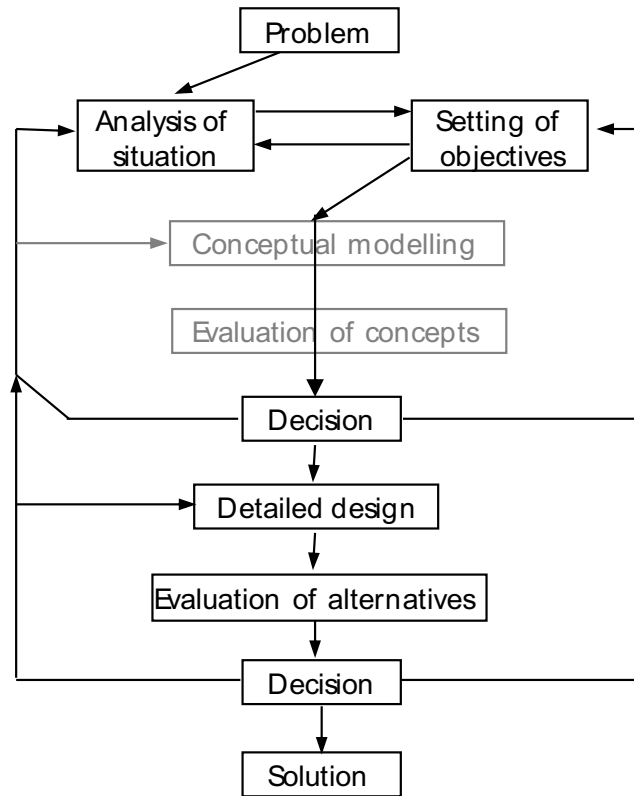 Problem
Analysis of
situation
Setting of
objectives
Conceptual modelling
Evaluation of concepts
Decision
Detailed design
Evaluation of alternatives
Decision
Solution